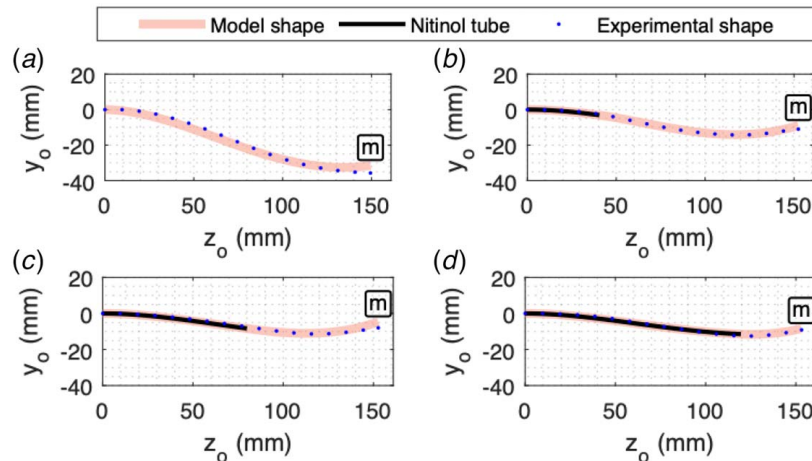 Model shape Nitinol tube Experimental shape
(a) (b)
20 20
0 0
-20 -20
-40 -40
y_o (mm) y_o (mm)
m m
0 50 100 150 0 50 100 150
z_o (mm) z_o (mm)
(c) (d)
20 20
0 0
-20 -20
-40 -40
y_o (mm) y_o (mm)
m m
0 50 100 150 0 50 100 150
z_o (mm) z_o (mm)